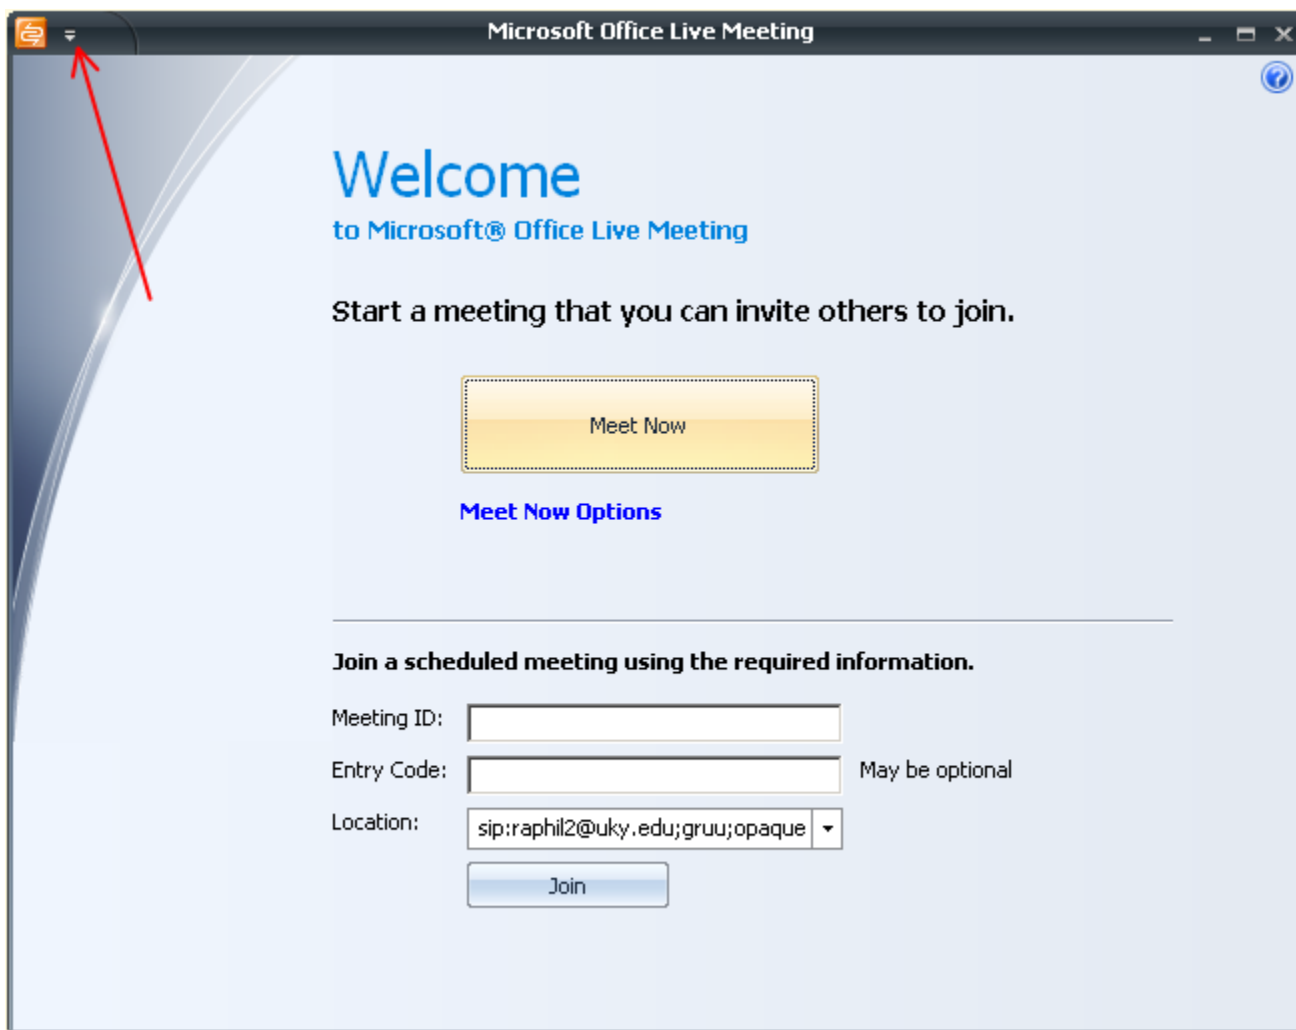 Microsoft Office Live Meeting
Welcome
to Microsoft® Office Live Meeting
Start a meeting that you can invite others to join.
Meet Now
Meet Now Options
Join a scheduled meeting using the required information.
Meeting ID:
Entry Code: May be optional
Location: sip:raphil2@uky.edu;gruu;opaque
Join